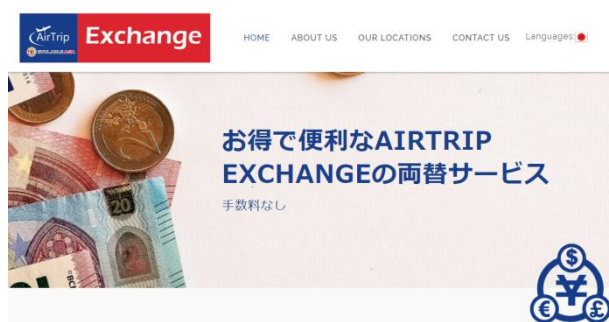 AirTrip
Exchange
HOME
ABOUT US
OUR LOCATIONS
CONTACT US
Languages:
お得で便利なAIRTRIP
EXCHANGEの両替サービス
手数料なし
20
$
¥
€
£